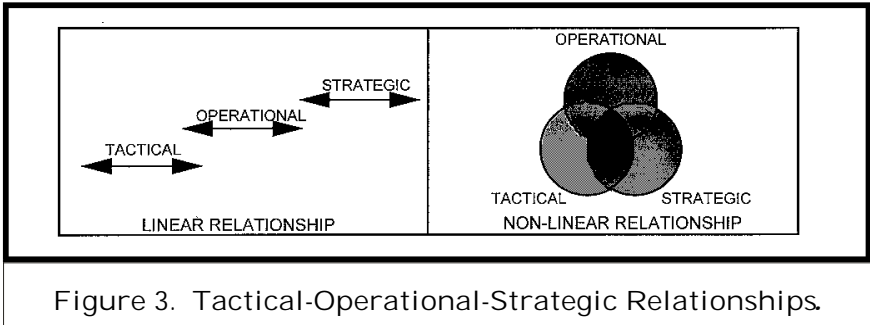 STRATEGIC
OPERATIONAL
TACTICAL
LINEAR RELATIONSHIP
OPERATIONAL
TACTICAL
STRATEGIC
NON-LINEAR RELATIONSHIP
Figure 3. Tactical-Operational-Strategic Relationships.